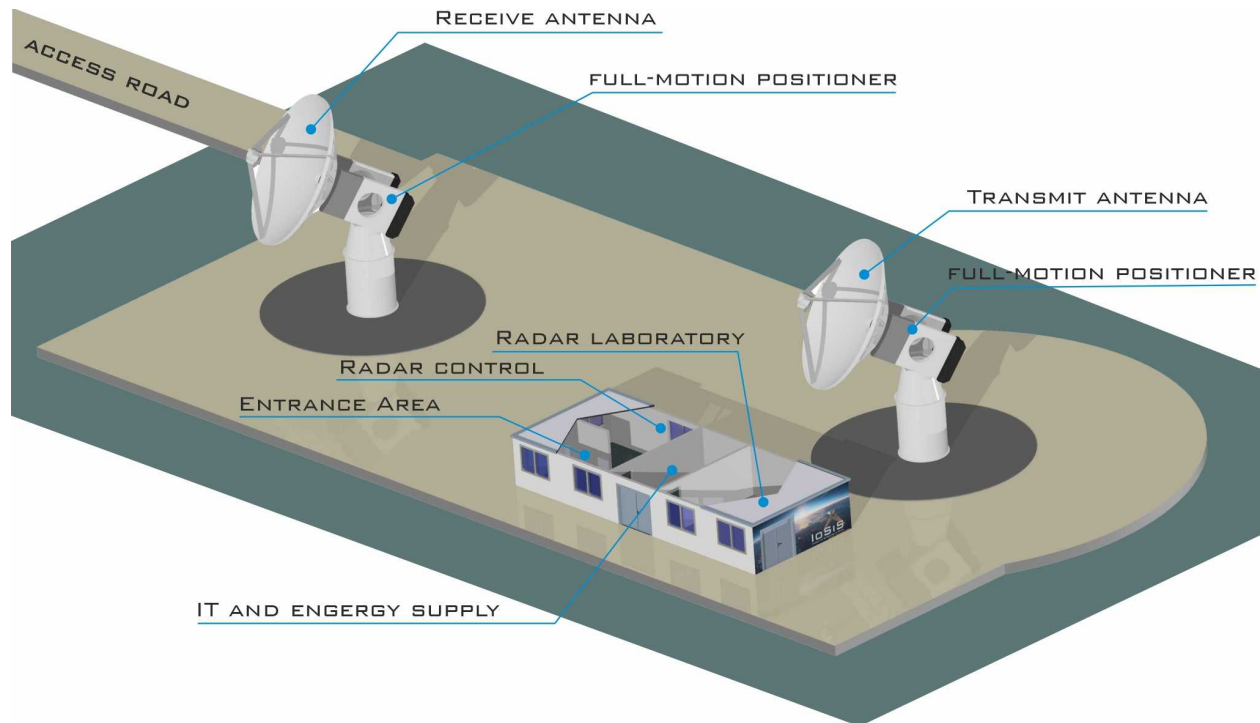 RECEIVE ANTENNA
ACCESS ROAD
FULL-MOTION POSITIONER
TRANSMIT ANTENNA
FULL-MOTION POSITIONER
RADAR LABORATORY
RADAR CONTROL
ENTRANCE AREA
IOSIS
IT AND ENGERGY SUPPLY